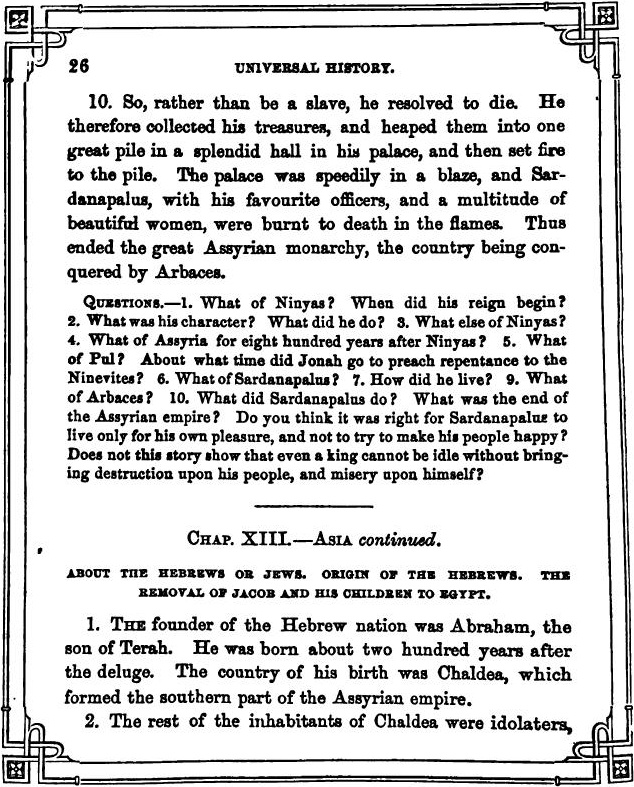 26
UNIVERSAL HISTORY.
10. So, rather than be a slave, he resolved to die. He
therefore collected his treasures, and heaped them into one
great pile in a splendid hall in his palace, and then set fire
to the pile. The palace was speedily in a blaze, and Sar-
danapalus, with his favourite officers, and a multitude of
beautiful women, were burnt to death in the flames. Thus
ended the great Assyrian monarchy, the country being con-
quered by Arbaces.
QUESTIONS.—1. What of Ninyas? When did his reign begin?
2. What was his character? What did he do? 3. What else of Ninyas?
4. What of Assyria for eight hundred years after Ninyas? 5. What
of Pul? About what time did Jonah go to preach repentance to the
Ninevites? 6. What of Sardanapalus? 7. How did he live? 9. What
of Arbaces? 10. What did Sardanapalus do? What was the end of
the Assyrian empire? Do you think it was right for Sardanapalus to
live only for his own pleasure, and not to try to make his people happy?
Does not this story show that even a king cannot be idle without bring-
ing destruction upon his people, and misery upon himself?
CHAP. XIII.—ASIA continued.
ABOUT THE HEBREWS OR JEWS. ORIGIN OF THE HEBREWS. THE
REMOVAL OF JACOB AND HIS CHILDREN TO EGYPT.
1. THE founder of the Hebrew nation was Abraham, the
son of Terah. He was born about two hundred years after
the deluge. The country of his birth was Chaldea, which
formed the southern part of the Assyrian empire.
2. The rest of the inhabitants of Chaldea were idolaters,